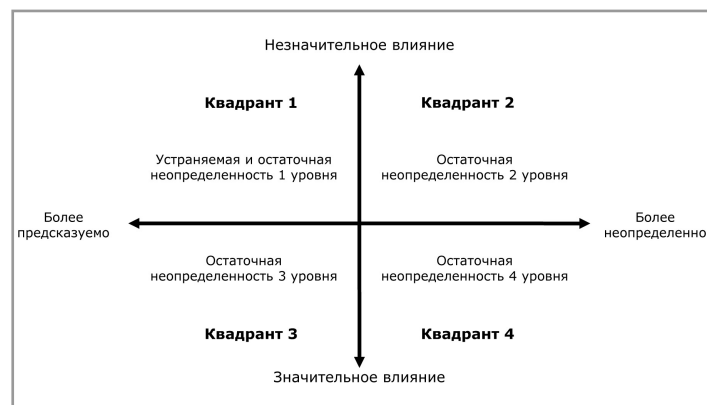 Незначительное влияние
Квадрант 1
Квадрант 2
Устраняемая и остаточная
неопределенность 1 уровня
Остаточная
неопределенность 2 уровня
Более
предсказуемо
Более
неопределенно
Остаточная
неопределенность 3 уровня
Остаточная
неопределенность 4 уровня
Квадрант 3
Квадрант 4
Значительное влияние